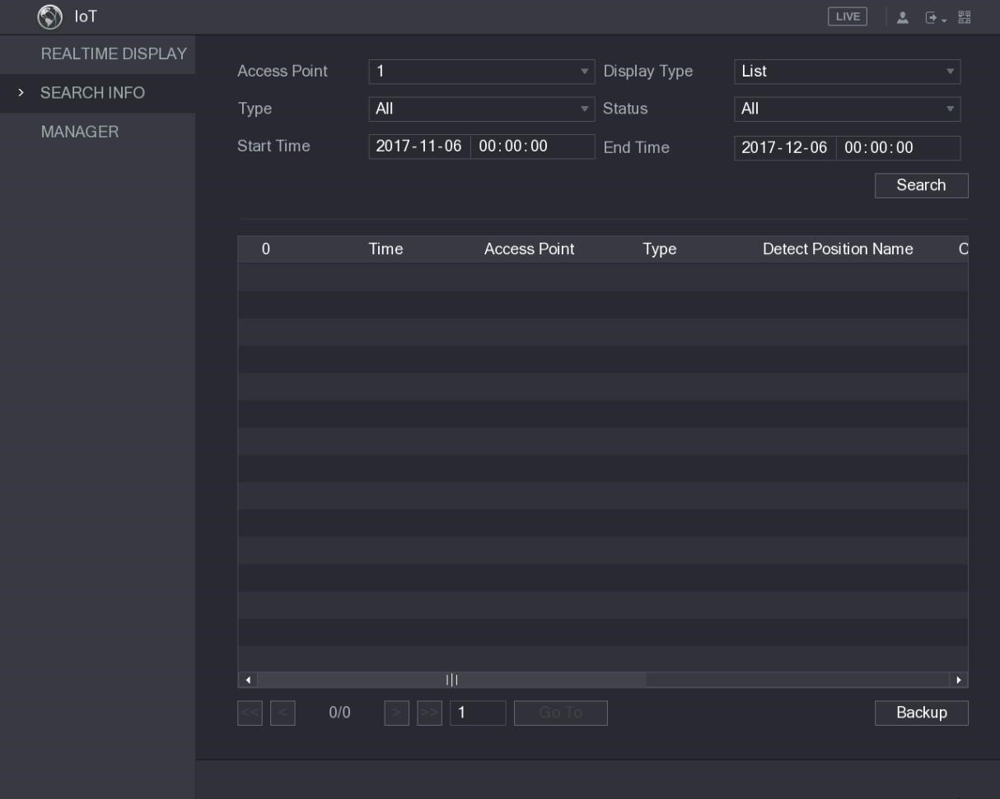 IoT
LIVE
REALTIME DISPLAY
> SEARCH INFO
MANAGER
Access Point 1 Display Type List
Type All Status All
Start Time 2017-11-06 00:00:00 End Time 2017-12-06 00:00:00
Search
0 Time Access Point Type Detect Position Name
<< < 0/0 > >> 1 Go To Backup